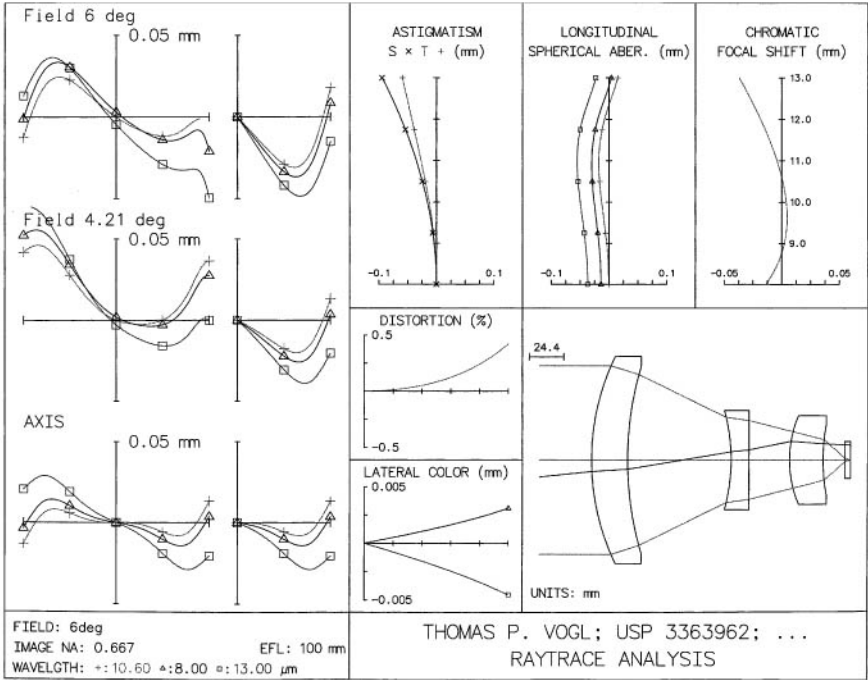 Field 6 deg
0.05 mm
Field 4.21 deg
0.05 mm
AXIS
0.05 mm
ASTIGMATISM
S × T + (mm)
-0.1
0.1
LONGITUDINAL
SPHERICAL ABER. (mm)
-0.1
0.1
CHROMATIC
FOCAL SHIFT (mm)
13.0
12.0
11.0
10.0
9.0
-0.05
0.05
DISTORTION (%)
0.5
-0.5
LATERAL COLOR (mm)
0.005
-0.005
24.4
UNITS: mm
FIELD: 6deg
IMAGE NA: 0.667 EFL: 100 mm
WAVELGTH: +:10.60 ▵:8.00 ▫:13.00 µm
THOMAS P. VOGL; USP 3363962; ...
RAYTRACE ANALYSIS